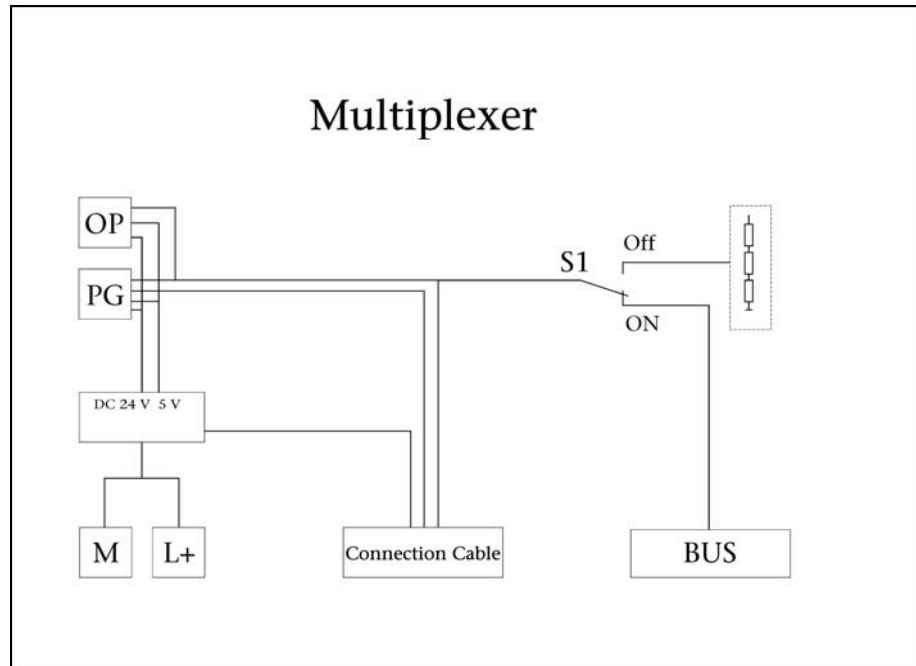 Multiplexer
OP
Off
S1
PG
ON
DC 24 V 5 V
M
L+
Connection Cable
BUS